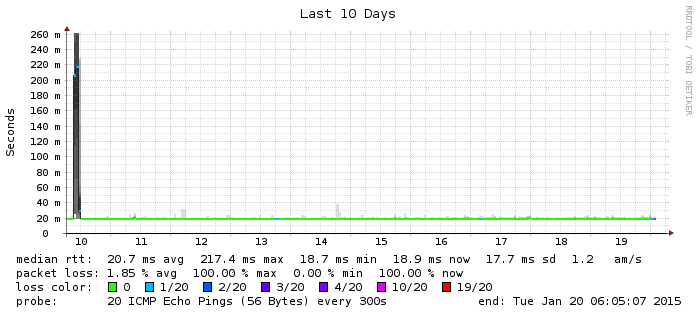 Last 10 Days
RRDTOOL / TOBI OETIKER
Seconds
260 m
240 m
220 m
200 m
180 m
160 m
140 m
120 m
100 m
80 m
60 m
40 m
20 m
0
10 11 12 13 14 15 16 17 18 19
median rtt: 20.7 ms avg 217.4 ms max 18.7 ms min 18.9 ms now 17.7 ms sd 1.2 am/s
packet loss: 1.85 % avg 100.00 % max 0.00 % min 100.00 % now
loss color: 0 1/20 2/20 3/20 4/20 10/20 19/20
probe: 20 ICMP Echo Pings (56 Bytes) every 300s end: Tue Jan 20 06:05:07 2015